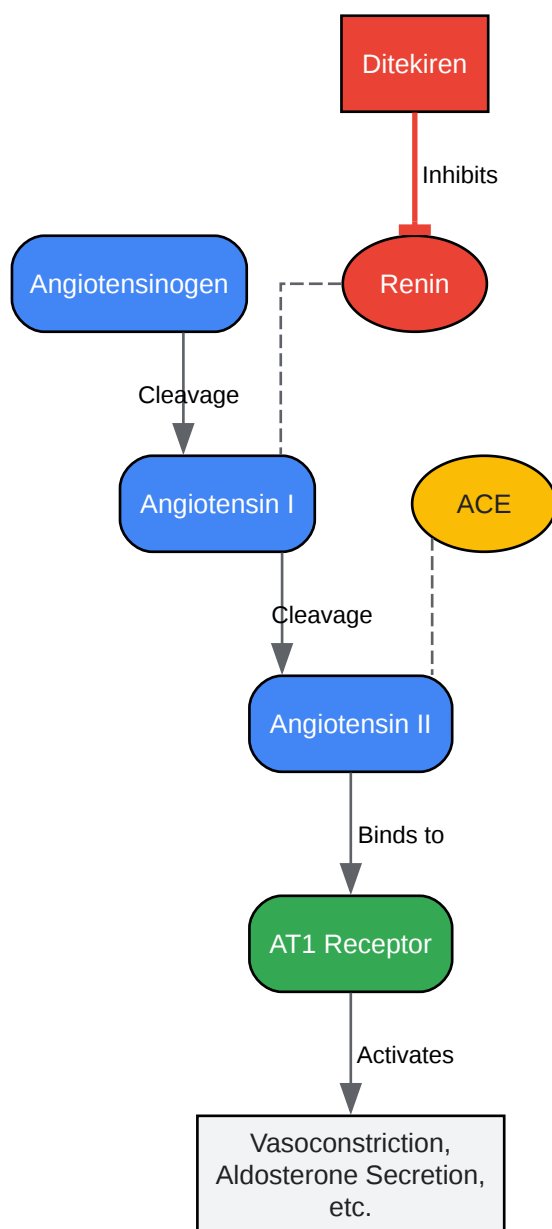 Ditekiren
Inhibits
Angiotensinogen
Renin
Cleavage
Angiotensin I
ACE
Cleavage
Angiotensin II
Binds to
AT1 Receptor
Activates
Vasoconstriction,
Aldosterone Secretion,
etc.